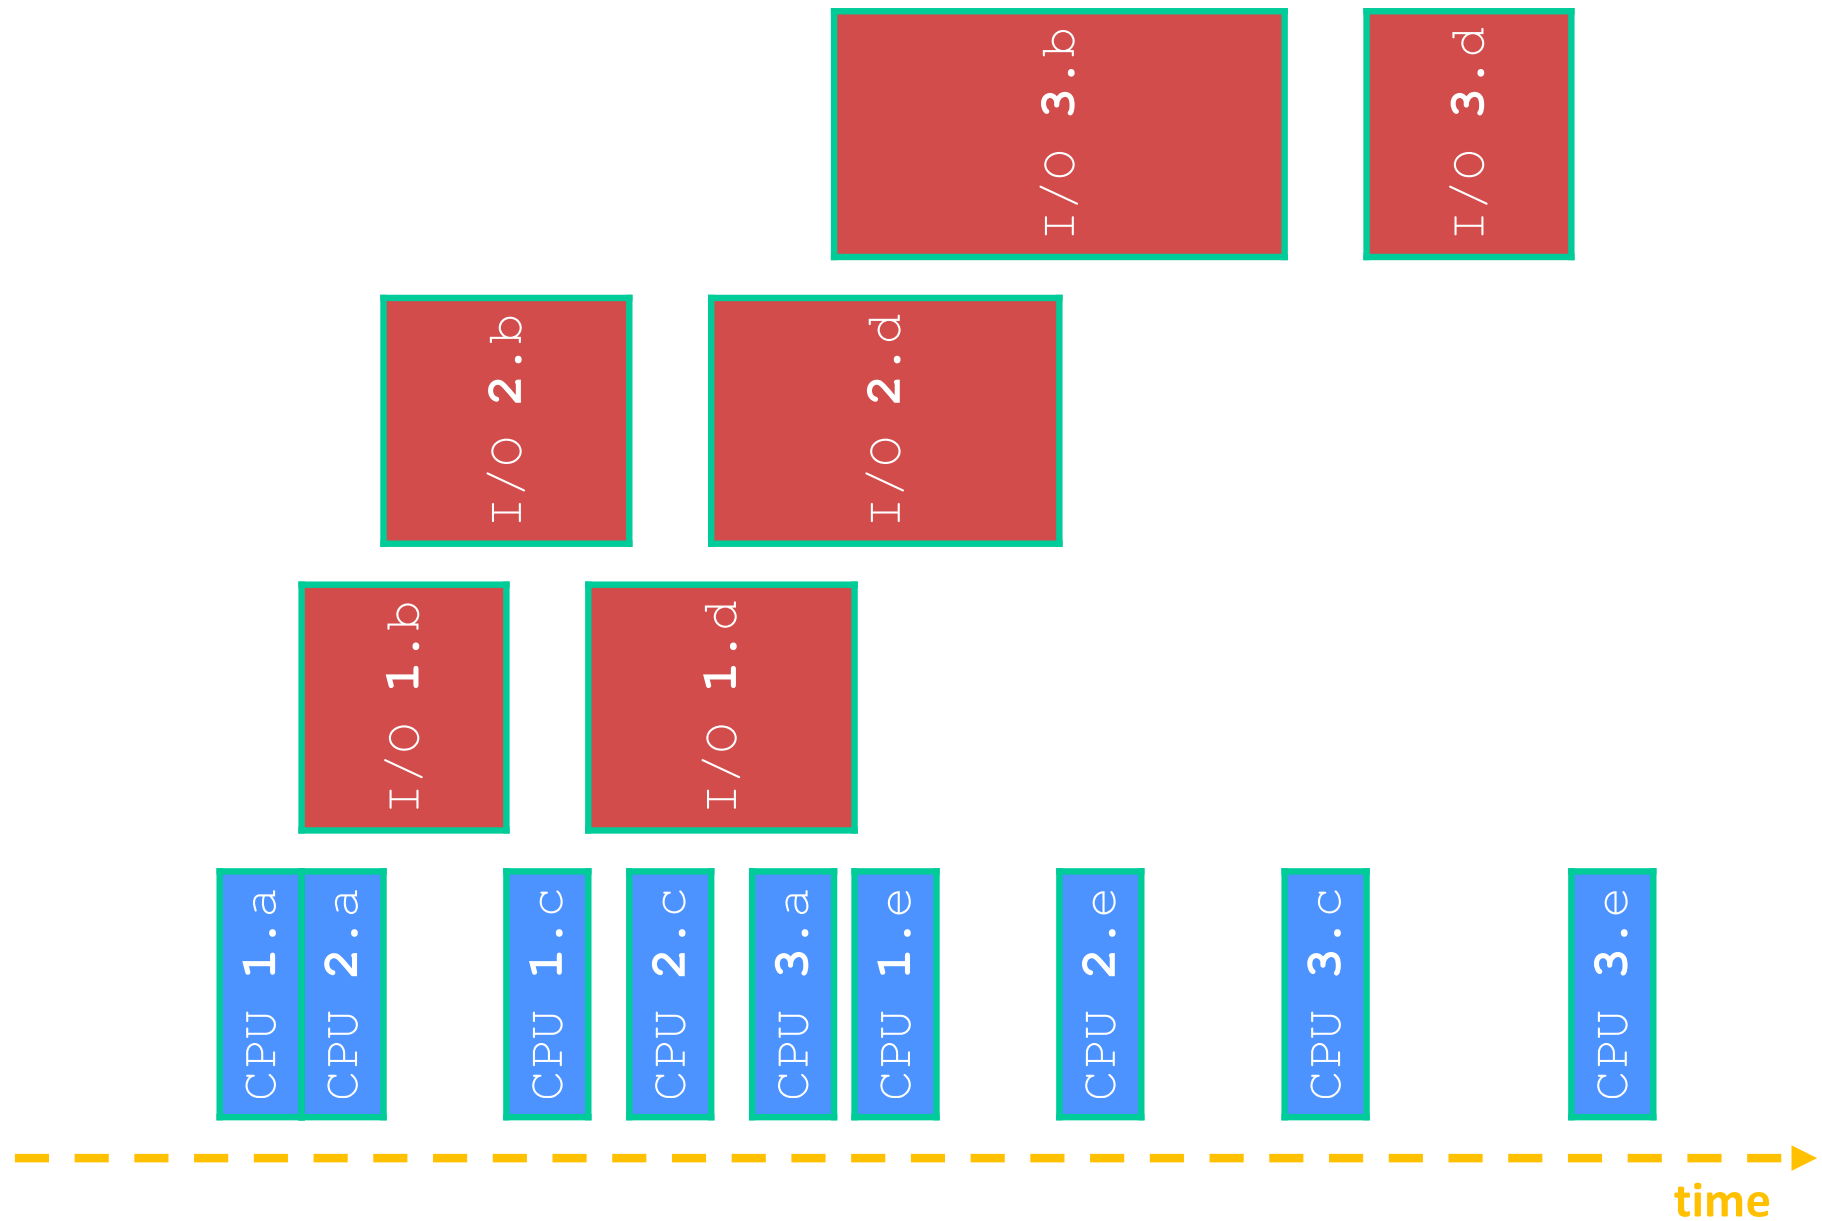 I/O 3.b
I/O 3.d
I/O 2.b
I/O 2.d
I/O 1.b
I/O 1.d
CPU 1.a
CPU 2.a
CPU 1.c
CPU 2.c
CPU 3.a
CPU 1.e
CPU 2.e
CPU 3.c
CPU 3.e
time